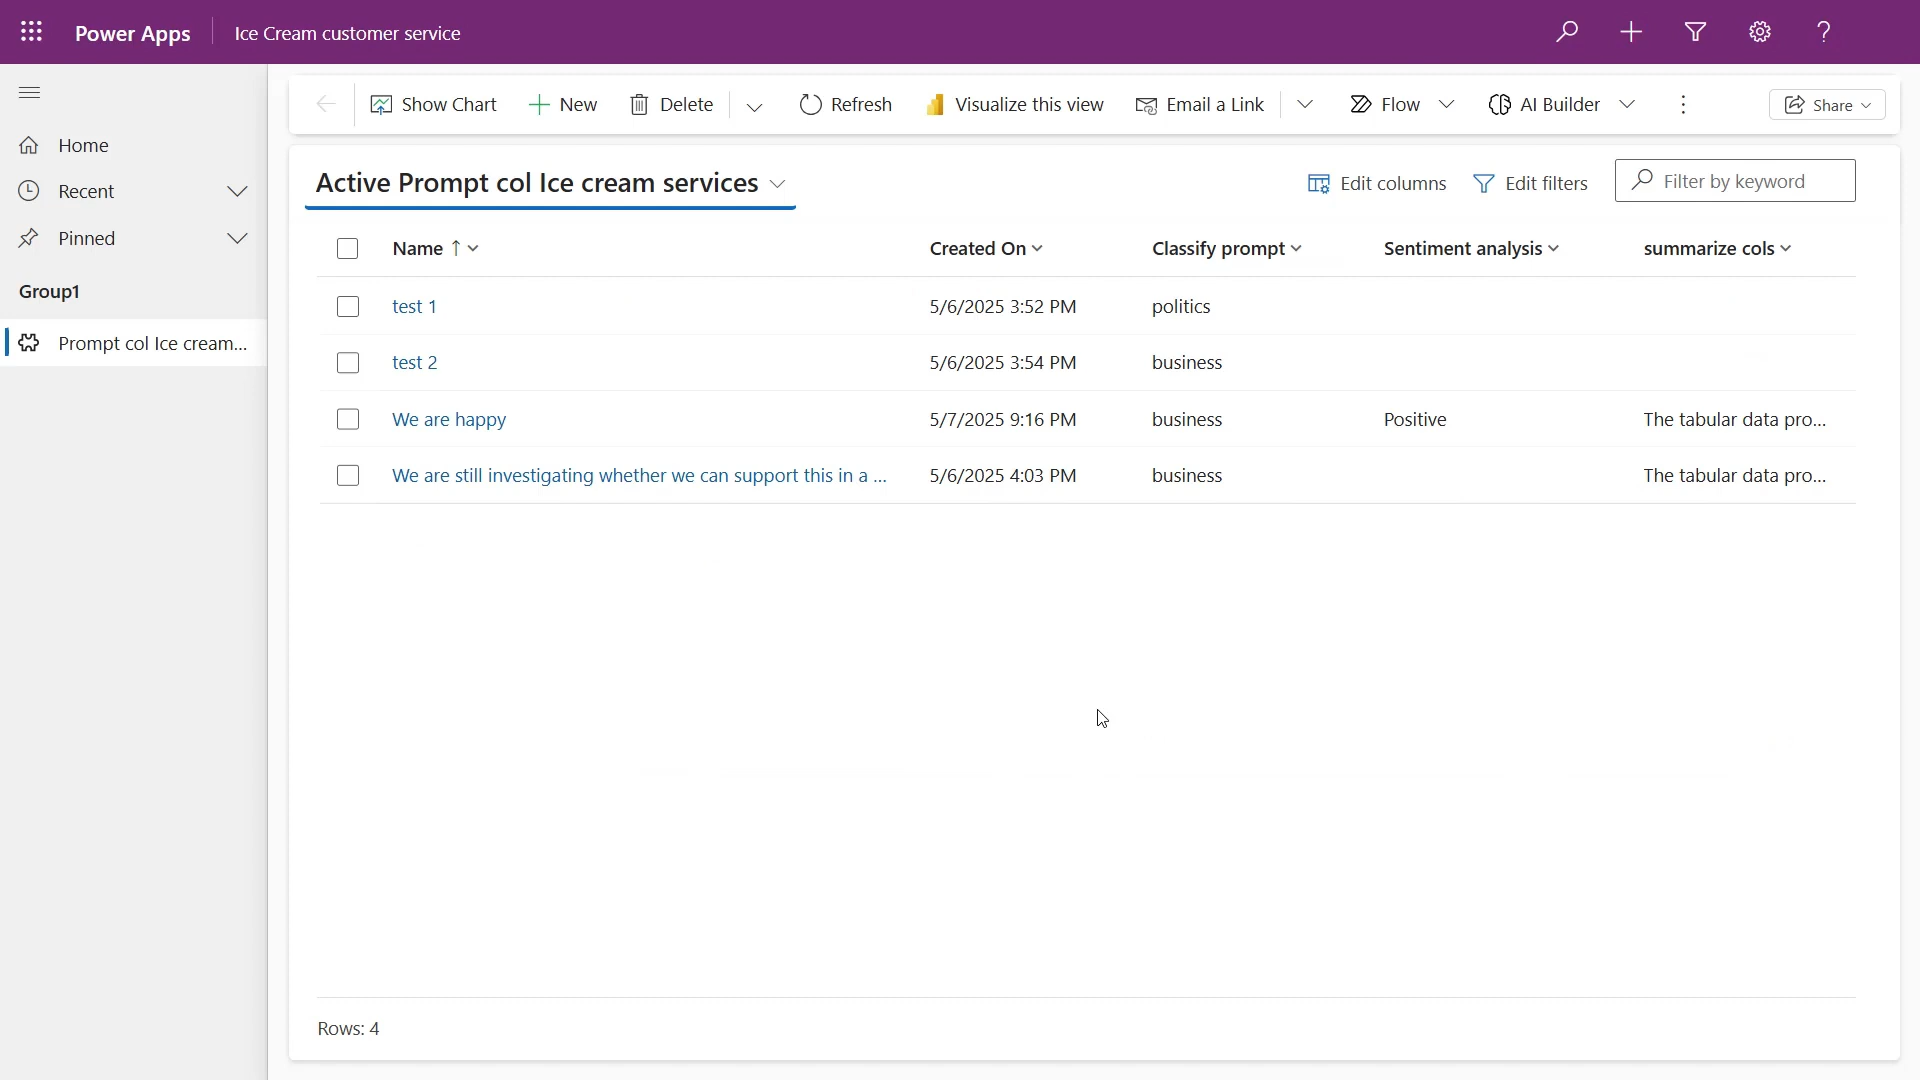 Power Apps
Ice Cream customer service
?
Show Chart
New
Delete
Refresh
Visualize this view
Email a Link
Flow
AI Builder
Share
Home
Recent
Pinned
Group1
Prompt col Ice cream...
Active Prompt col Ice cream services
Edit columns
Edit filters
Filter by keyword
Name ↑ Created On Classify prompt Sentiment analysis summarize cols
test 1 5/6/2025 3:52 PM politics
test 2 5/6/2025 3:54 PM business
We are happy 5/7/2025 9:16 PM business Positive The tabular data pro...
We are still investigating whether we can support this in a ... 5/6/2025 4:03 PM business The tabular data pro...
Rows: 4